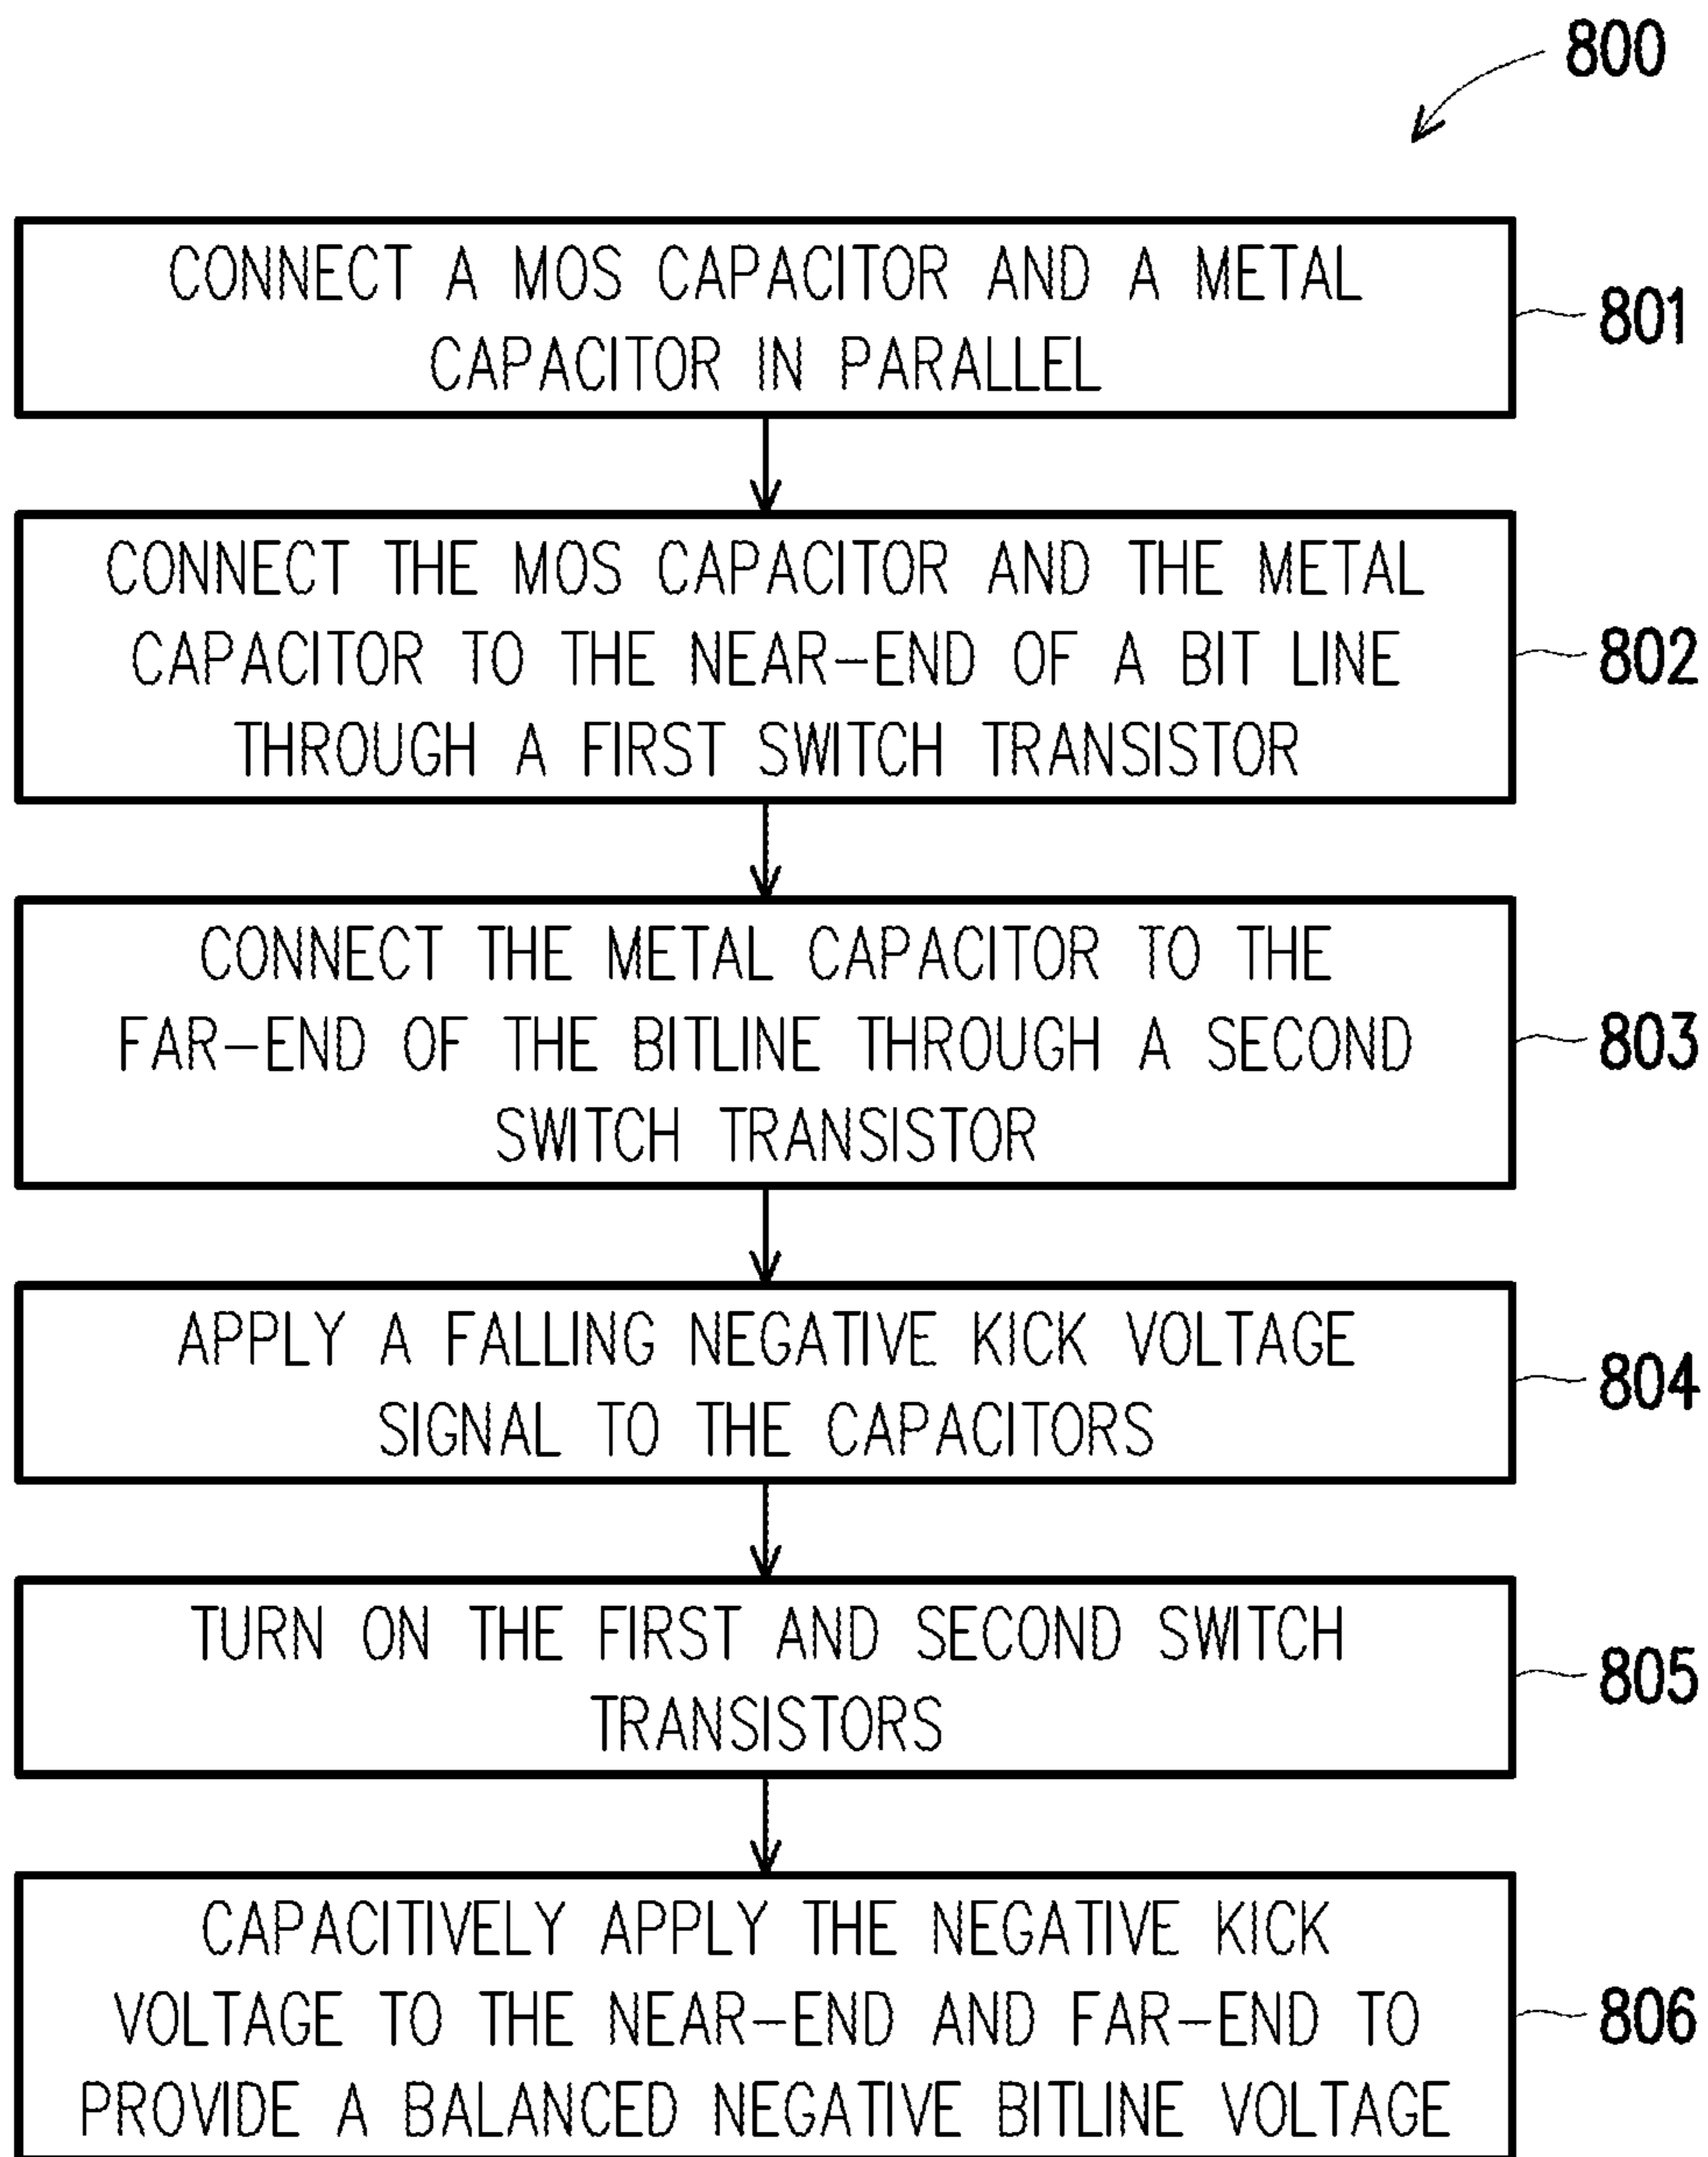 800
CONNECT A MOS CAPACITOR AND A METAL
CAPACITOR IN PARALLEL
801
CONNECT THE MOS CAPACITOR AND THE METAL
CAPACITOR TO THE NEAR-END OF A BIT LINE
THROUGH A FIRST SWITCH TRANSISTOR
802
CONNECT THE METAL CAPACITOR TO THE
FAR-END OF THE BITLINE THROUGH A SECOND
SWITCH TRANSISTOR
803
APPLY A FALLING NEGATIVE KICK VOLTAGE
SIGNAL TO THE CAPACITORS
804
TURN ON THE FIRST AND SECOND SWITCH
TRANSISTORS
805
CAPACITIVELY APPLY THE NEGATIVE KICK
VOLTAGE TO THE NEAR-END AND FAR-END TO
PROVIDE A BALANCED NEGATIVE BITLINE VOLTAGE
806